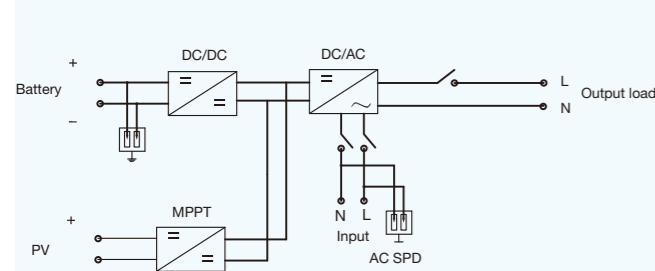 DC/DC
DC/AC
+
Battery
–
L
Output load
N
MPPT
N L
Input
AC SPD
+
PV